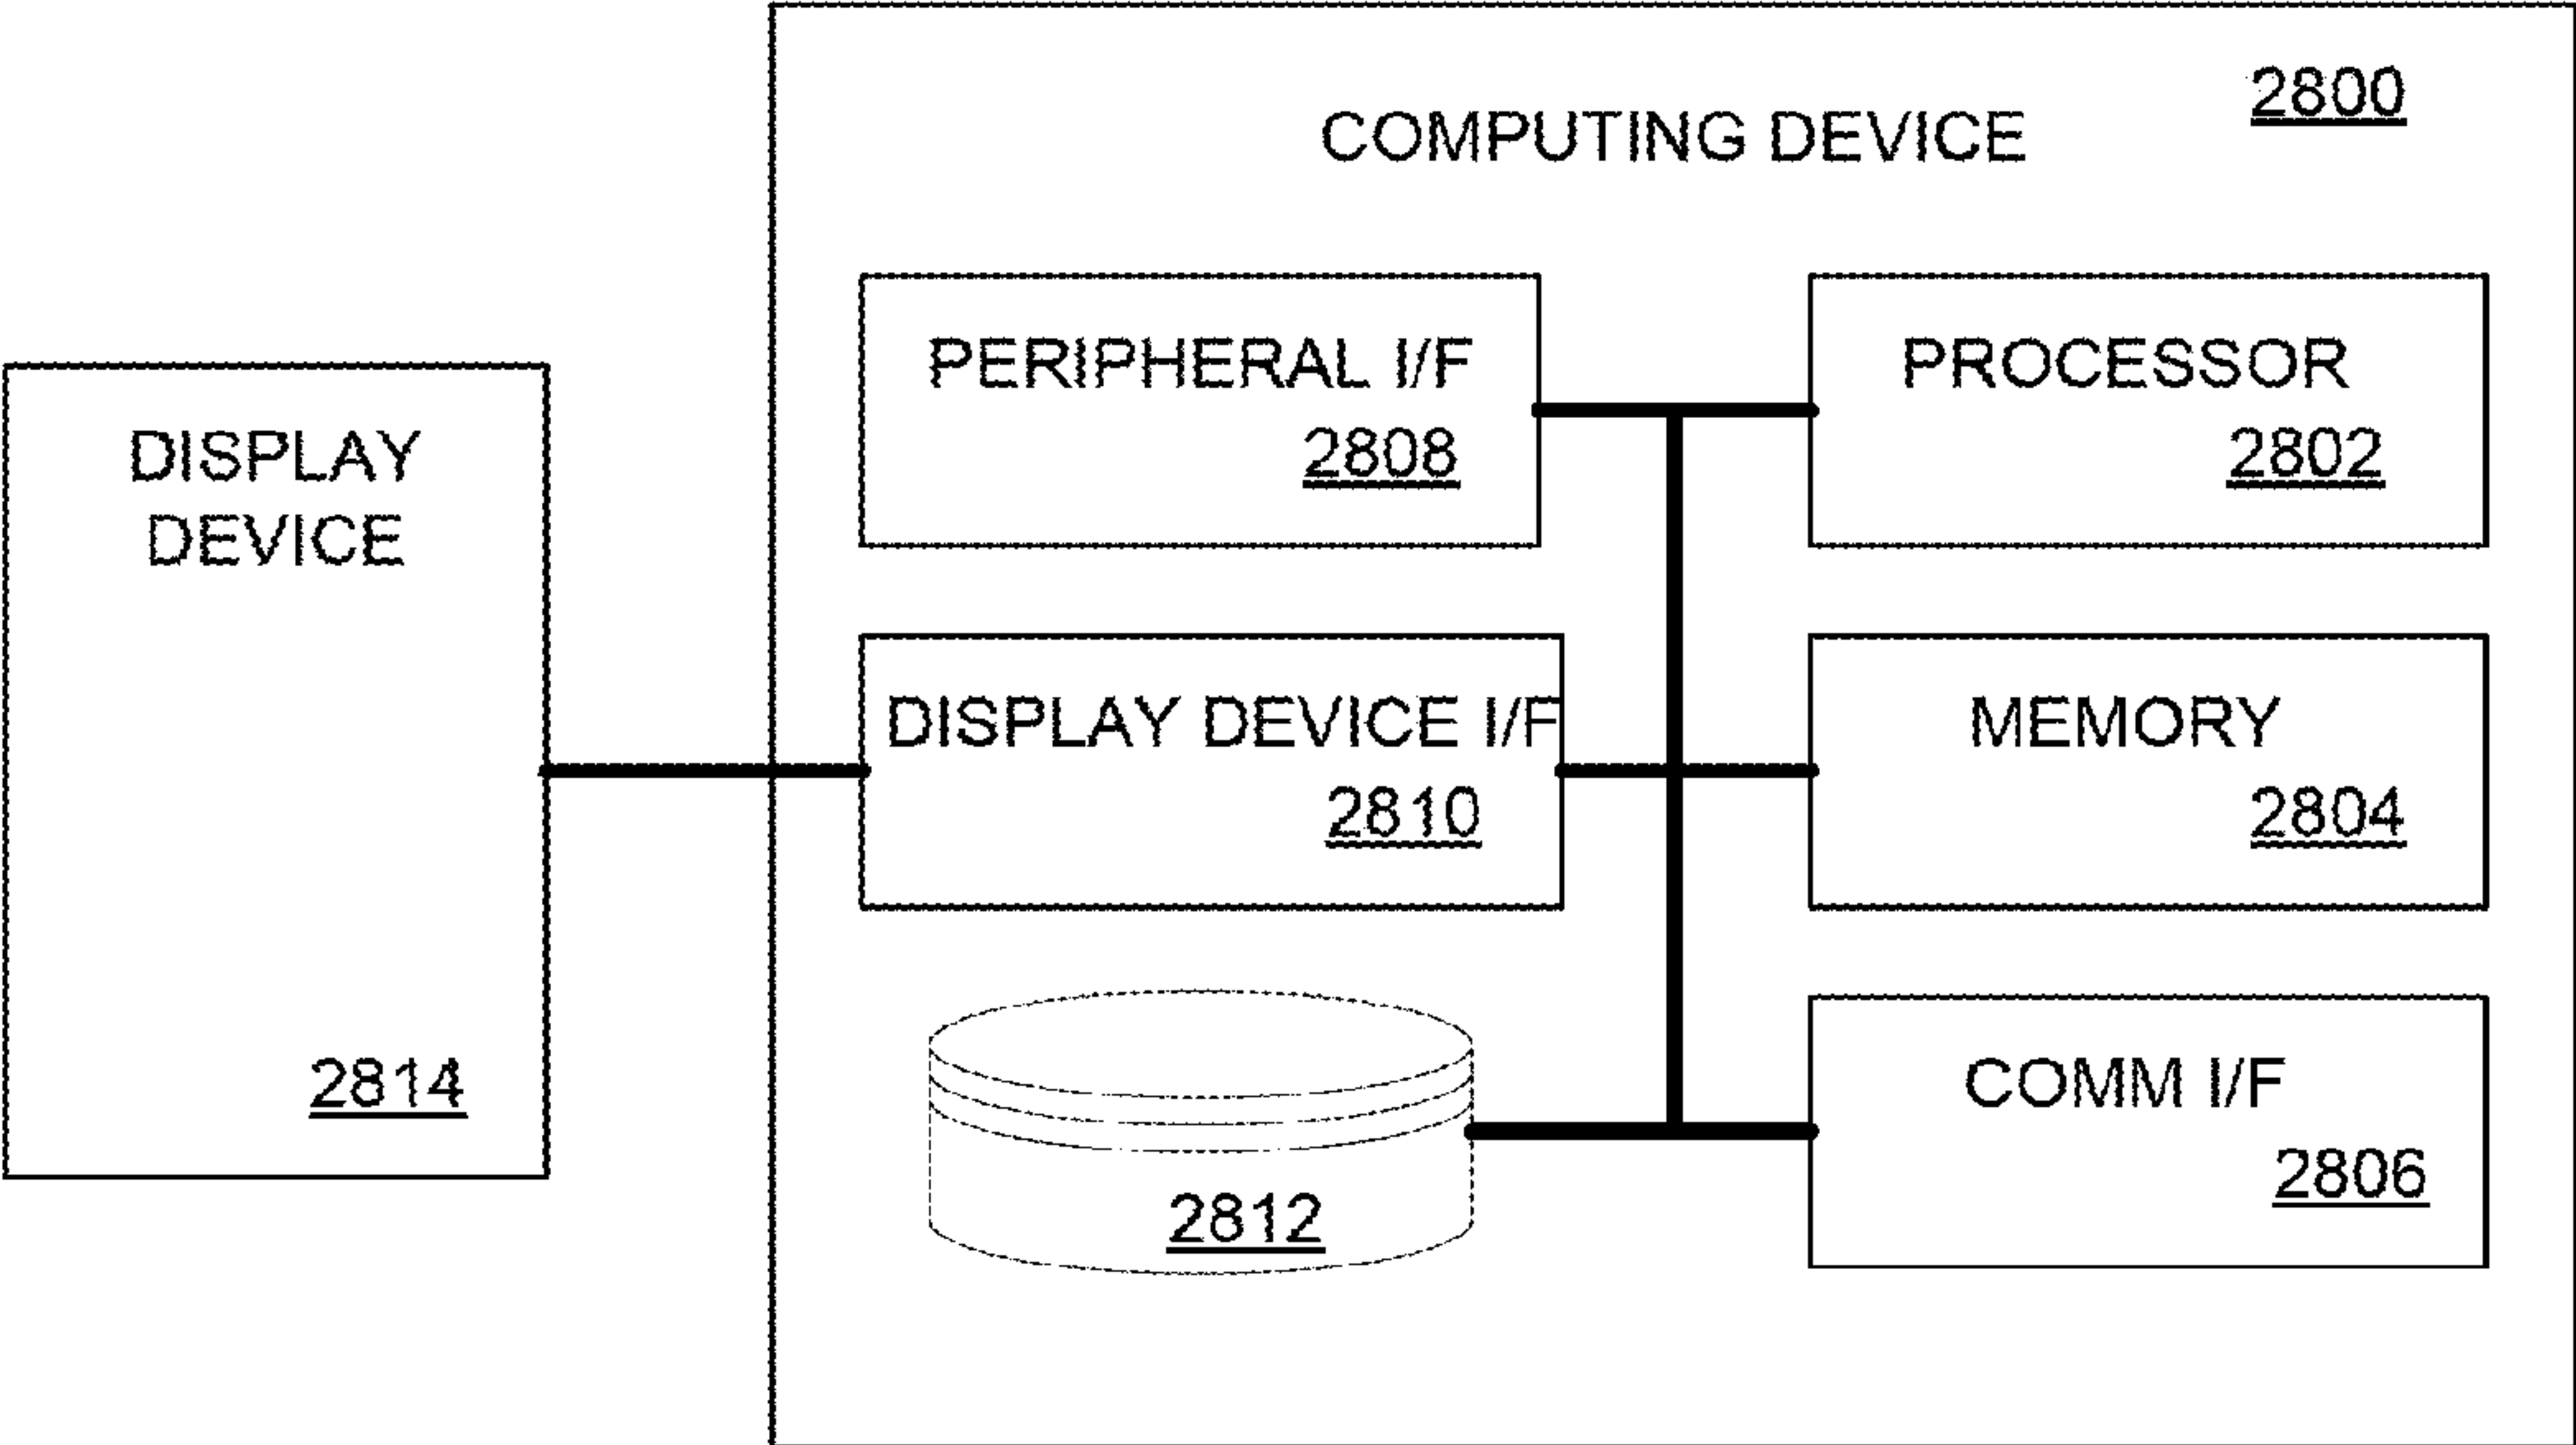 2800
COMPUTING DEVICE
PERIPHERAL I/F
2808
PROCESSOR
2802
DISPLAY
DEVICE
2814
DISPLAY DEVICE I/F
2810
MEMORY
2804
2812
COMM I/F
2806